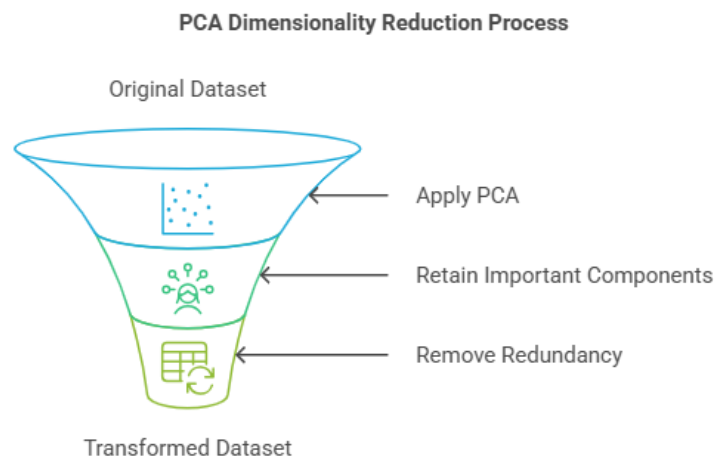 PCA Dimensionality Reduction Process
Original Dataset
Apply PCA
Retain Important Components
Remove Redundancy
Transformed Dataset